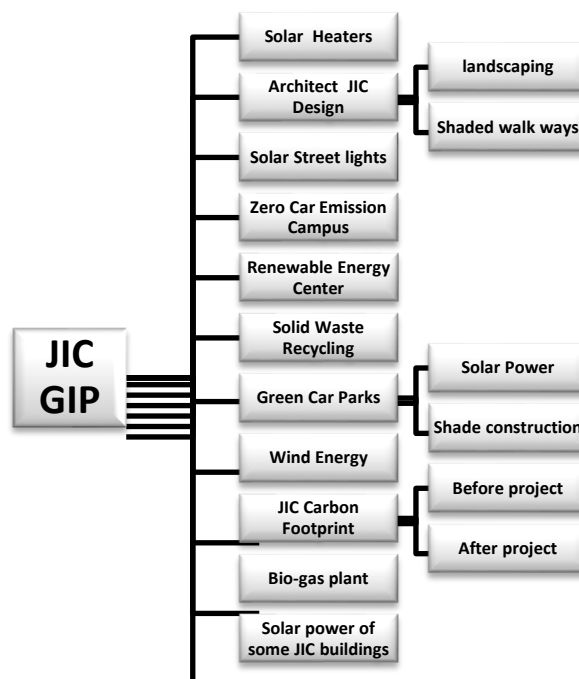 Solar Heaters
Architect JIC
Design
landscaping
Shaded walk ways
Solar Street lights
Zero Car Emission
Campus
Renewable Energy
Center
Solid Waste
Recycling
JIC
GIP
Green Car Parks
Solar Power
Shade construction
Wind Energy
JIC Carbon
Footprint
Before project
After project
Bio-gas plant
Solar power of
some JIC buildings